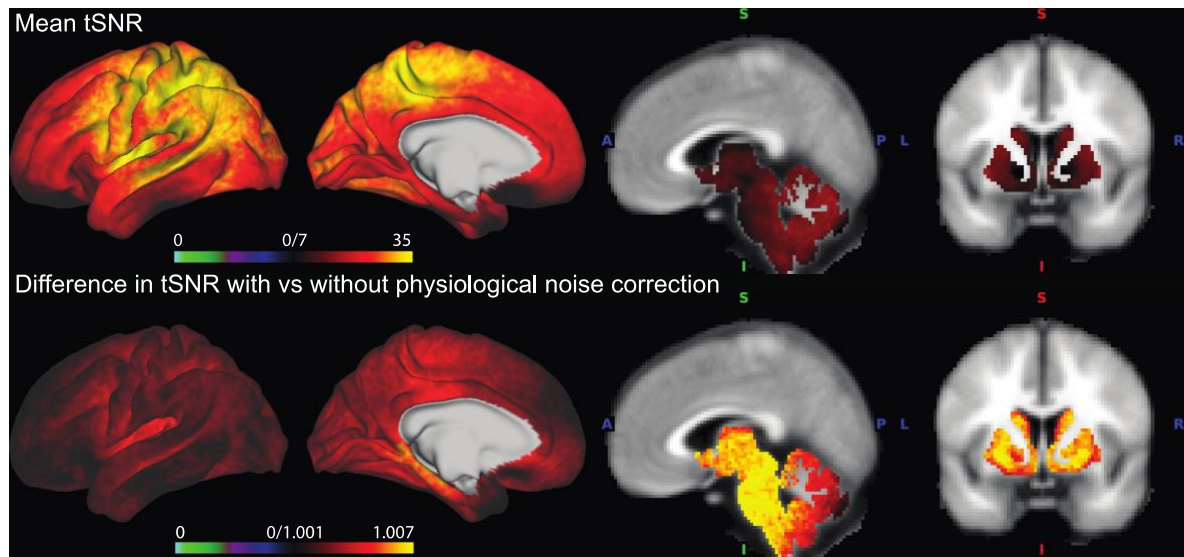 Mean tSNR
S S
A P L R
0 0/7 35
I I
Difference in tSNR with vs without physiological noise correction
S S
A P L R
0 0/1.001 1.007
I I